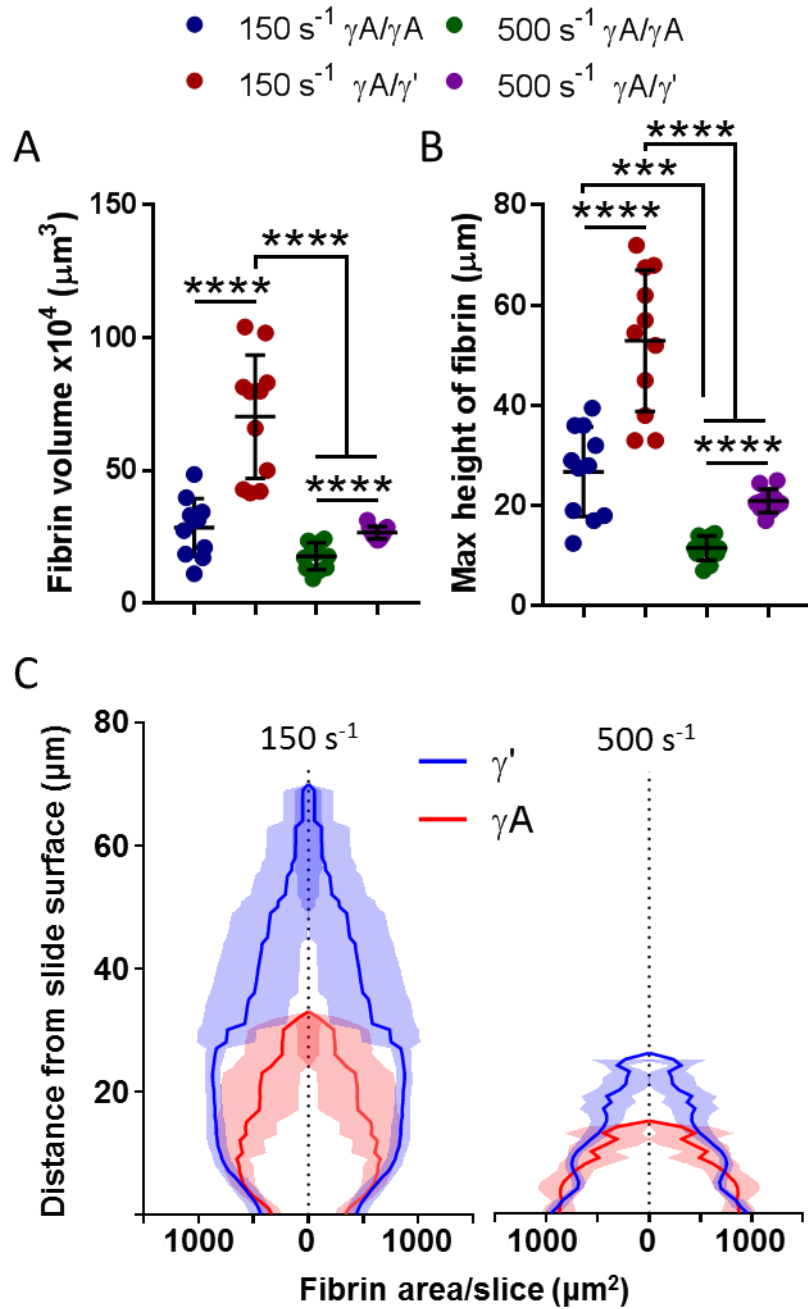 150 s⁻¹ γA/γA 500 s⁻¹ γA/γA
150 s⁻¹ γA/γ' 500 s⁻¹ γA/γ'
A B
Fibrin volume x10⁴ (μm³)
150
100
50
0
****
****
****
Max height of fibrin (μm)
80
60
40
20
0
****
***
****
****
C
Distance from slide surface (μm)
80
60
40
20
150 s⁻¹ 500 s⁻¹
γ'
γA
1000 0 1000 1000 0 1000
Fibrin area/slice (μm²)